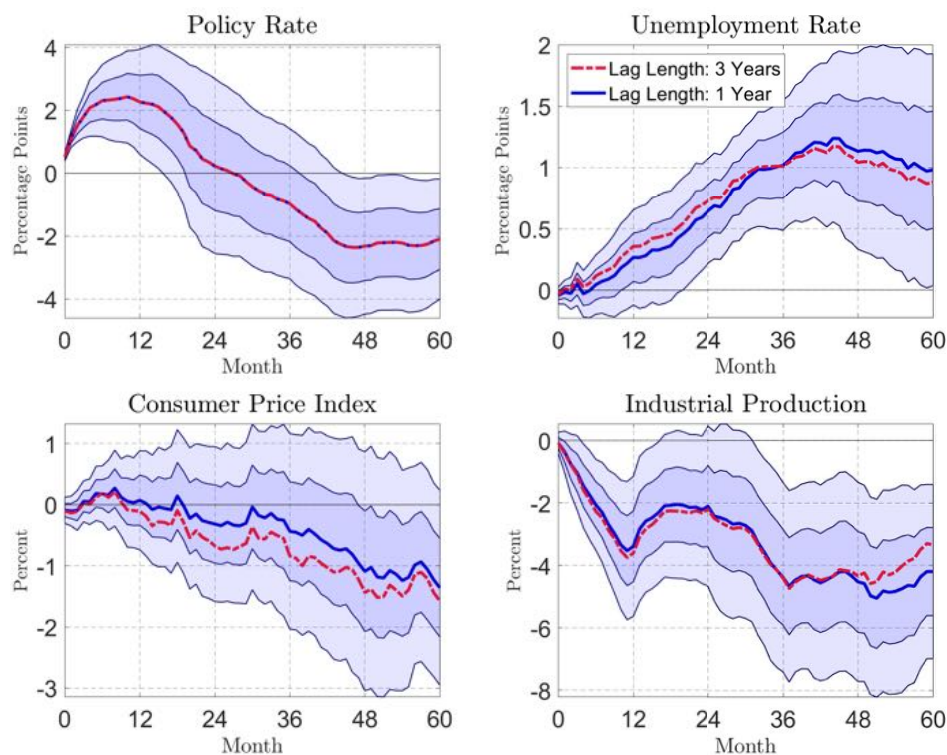 Policy Rate
Percentage Points
4
2
0
-2
-4
0 12 24 36 48 60
Month
Unemployment Rate
Percentage Points
2
1.5
1
0.5
0
Lag Length: 3 Years
Lag Length: 1 Year
0 12 24 36 48 60
Month
Consumer Price Index
Percent
1
0
-1
-2
-3
0 12 24 36 48 60
Month
Industrial Production
Percent
0
-2
-4
-6
-8
0 12 24 36 48 60
Month